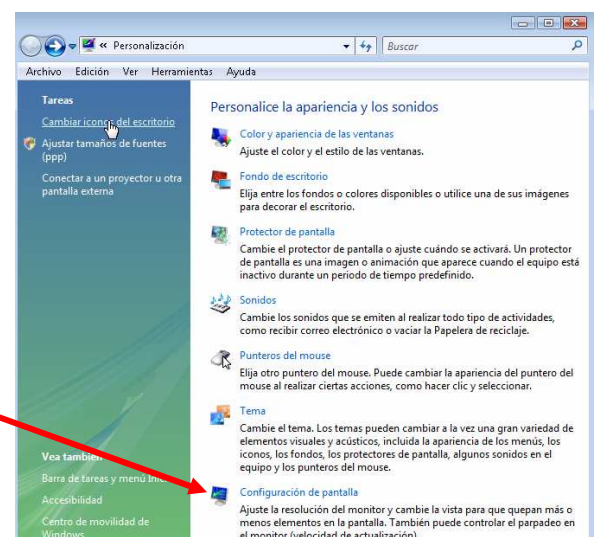 « Personalización
Buscar
Archivo Edición Ver Herramientas Ayuda
Tareas
Cambiar iconos del escritorio
Ajustar tamaños de fuentes
(ppp)
Conectar a un proyector u otra
pantalla externa
Vea también
Barra de tareas y menú
Accesibilidad
Centro de movilidad de
Windows
Personalice la apariencia y los sonidos
Color y apariencia de las ventanas
Ajuste el color y el estilo de las ventanas.
Fondo de escritorio
Elija entre los fondos o colores disponibles o utilice una de sus imágenes
para decorar el escritorio.
Protector de pantalla
Cambie el protector de pantalla o ajuste cuándo se activará. Un protector
de pantalla es una imagen o animación que aparece cuando el equipo está
inactivo durante un periodo de tiempo predefinido.
Sonidos
Cambie los sonidos que se emiten al realizar todo tipo de actividades,
como recibir correo electrónico o vaciar la Papelera de reciclaje.
Punteros del mouse
Elija otro puntero del mouse. Puede cambiar la apariencia del puntero del
mouse al realizar ciertas acciones, como hacer clic y seleccionar.
Tema
Cambie el tema. Los temas pueden cambiar a la vez una gran variedad de
elementos visuales y acústicos, incluida la apariencia de los menús, los
iconos, los fondos, los protectores de pantalla, algunos sonidos en el
equipo y los punteros del mouse.
Configuración de pantalla
Ajuste la resolución del monitor y cambie la vista para que quepan más o
menos elementos en la pantalla. También puede controlar el parpadeo en
el monitor (velocidad de actualización).